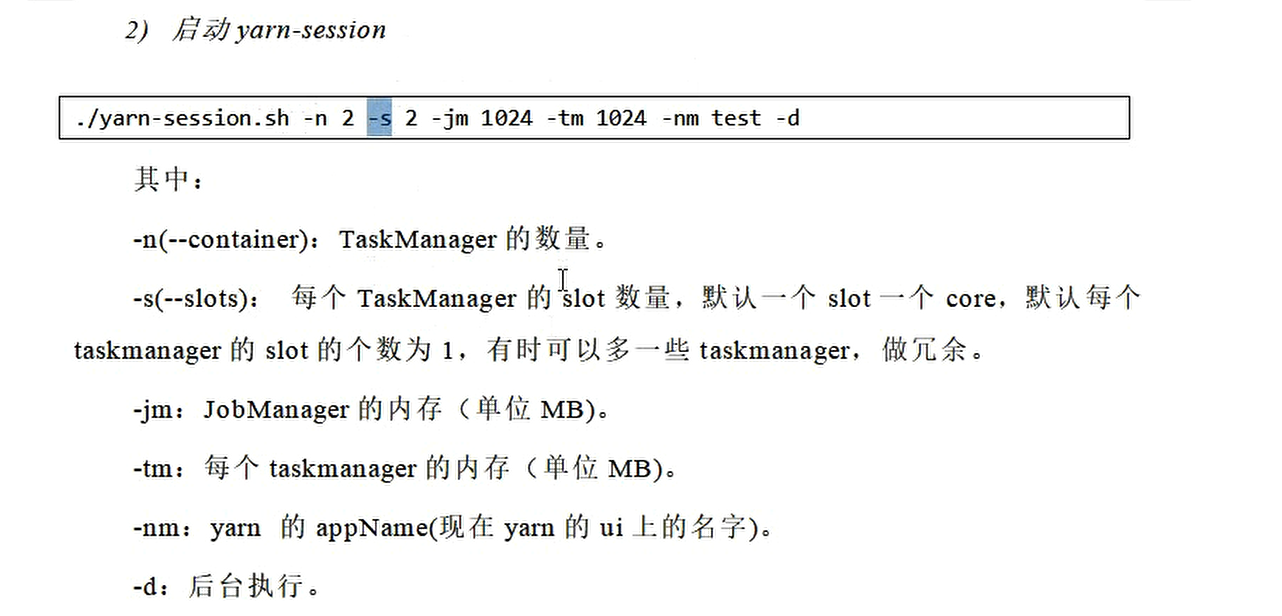 2) 启动 yarn-session
./yarn-session.sh -n 2 -s 2 -jm 1024 -tm 1024 -nm test -d
其中：
-n(--container)：TaskManager 的数量。
-s(--slots)： 每个 TaskManager 的 slot 数量，默认一个 slot 一个 core，默认每个
taskmanager 的 slot 的个数为 1，有时可以多一些 taskmanager，做冗余。
-jm：JobManager 的内存（单位 MB)。
-tm：每个 taskmanager 的内存（单位 MB)。
-nm：yarn 的 appName(现在 yarn 的 ui 上的名字)。
-d：后台执行。